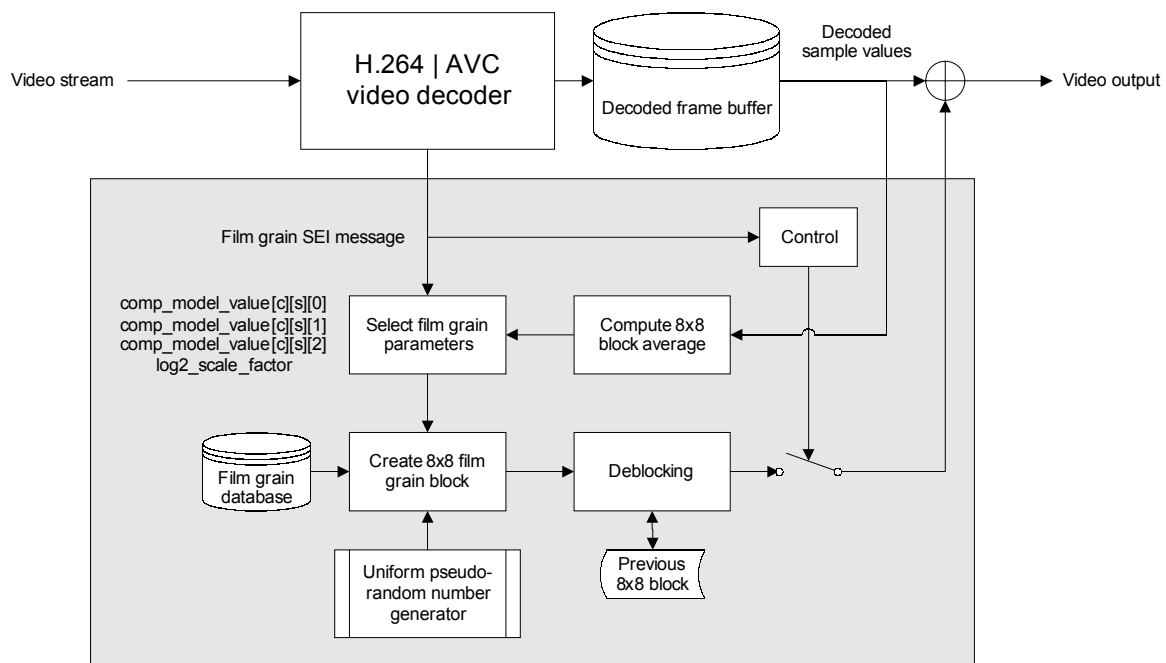 Video stream
H.264 | AVC
video decoder
Decoded frame buffer
Decoded
sample values
Video output
Film grain SEI message
Control
comp_model_value[c][s][0]
comp_model_value[c][s][1]
comp_model_value[c][s][2]
log2_scale_factor
Select film grain
parameters
Compute 8x8
block average
Film grain
database
Create 8x8 film
grain block
Deblocking
Uniform pseudo-
random number
generator
Previous
8x8 block